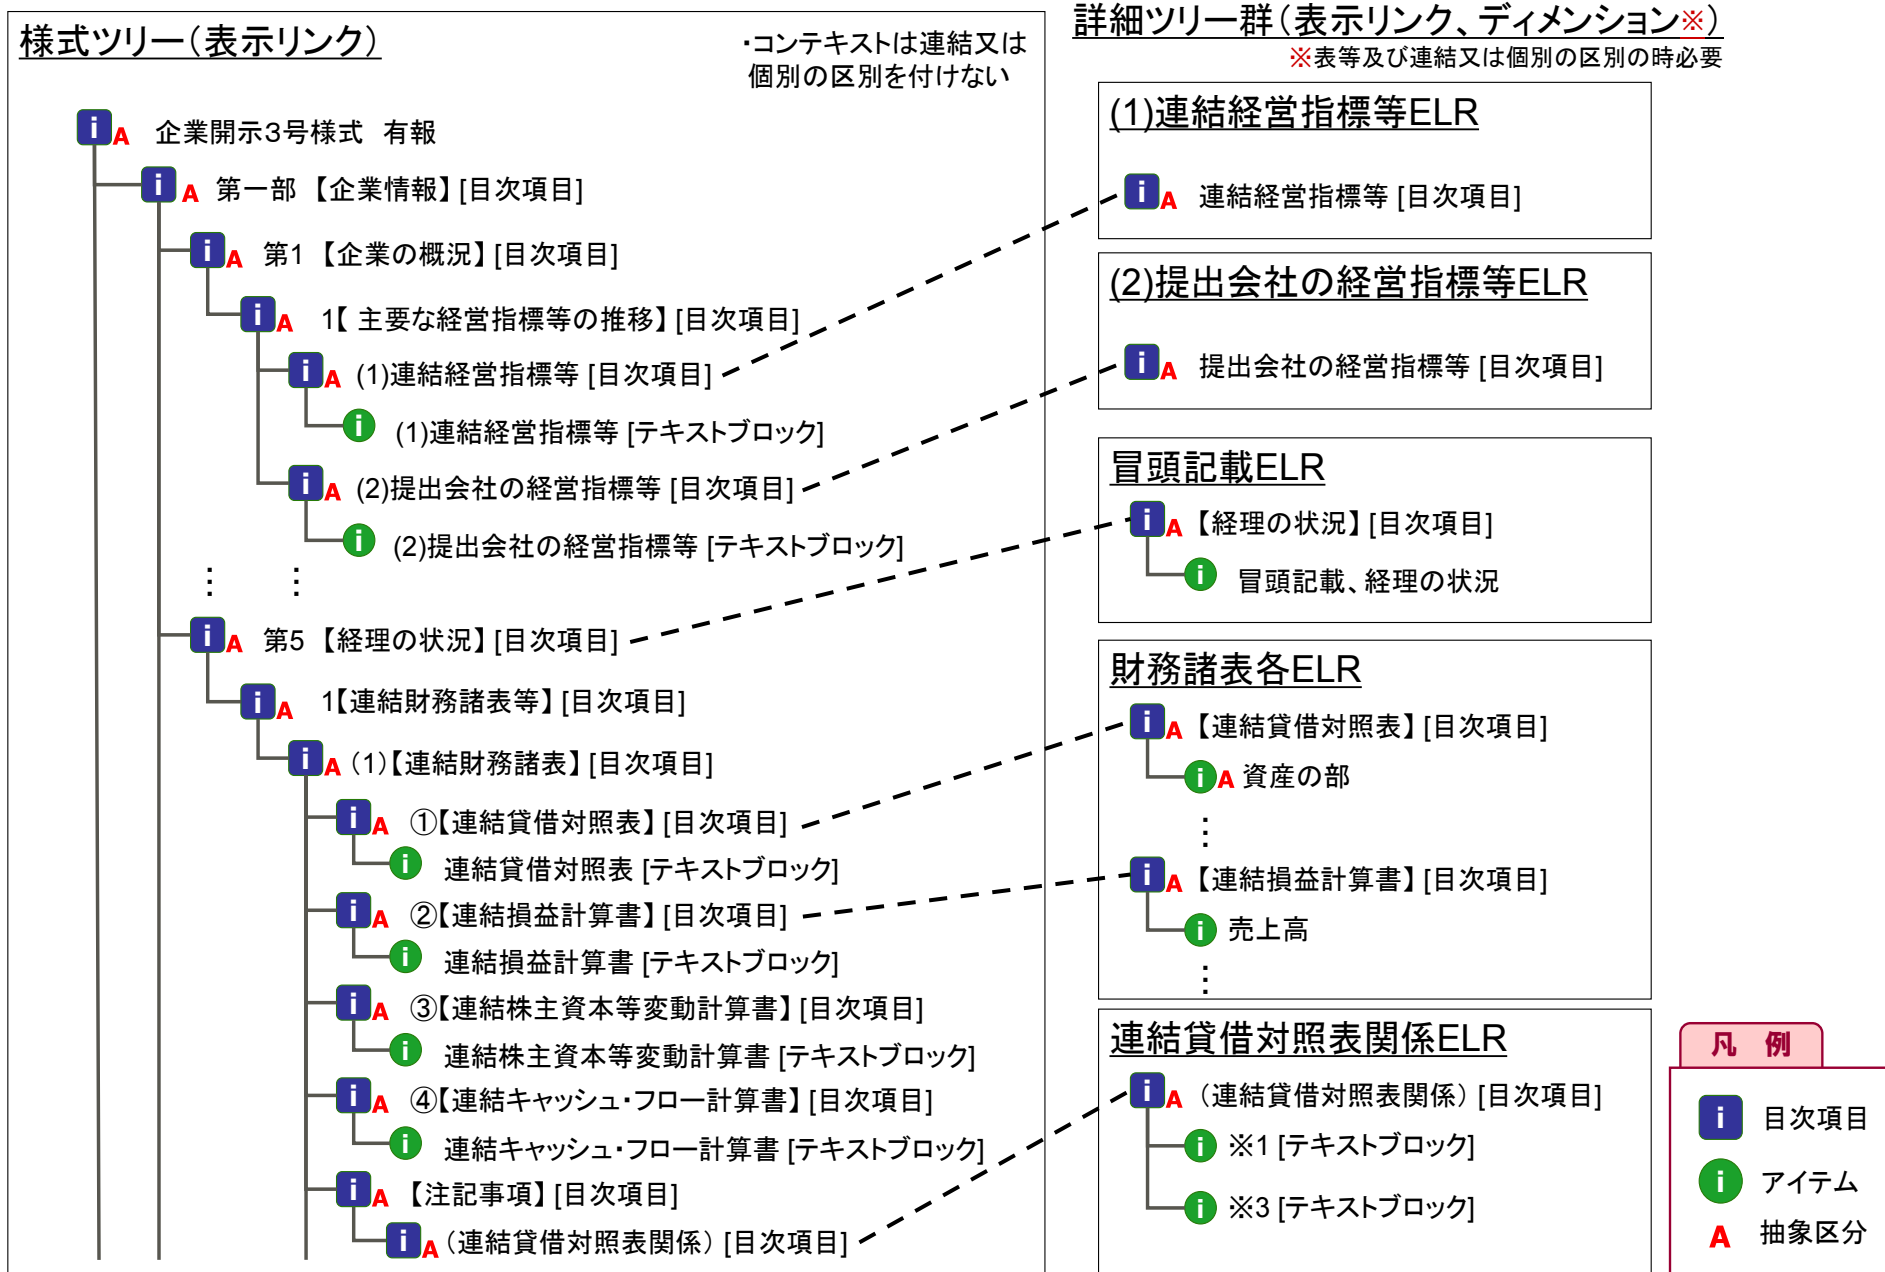 様式ツリー（表示リンク）
・コンテキストは連結又は
個別の区別を付けない
i A 企業開示３号様式　有報
i A 第一部 【企業情報】 [目次項目]
i A 第1 【企業の概況】 [目次項目]
i A 1【 主要な経営指標等の推移】 [目次項目]
i A (1)連結経営指標等 [目次項目]
i (1)連結経営指標等 [テキストブロック]
i A (2)提出会社の経営指標等 [目次項目]
i (2)提出会社の経営指標等 [テキストブロック]
⋮ ⋮
i A 第5 【経理の状況】 [目次項目]
i A 1【連結財務諸表等】 [目次項目]
i A （1）【連結財務諸表】 [目次項目]
i A ①【連結貸借対照表】 [目次項目]
i 連結貸借対照表 [テキストブロック]
i A ②【連結損益計算書】 [目次項目]
i 連結損益計算書 [テキストブロック]
i A ③【連結株主資本等変動計算書】 [目次項目]
i 連結株主資本等変動計算書 [テキストブロック]
i A ④【連結キャッシュ・フロー計算書】 [目次項目]
i 連結キャッシュ・フロー計算書 [テキストブロック]
i A 【注記事項】 [目次項目]
i A （連結貸借対照表関係） [目次項目]
詳細ツリー群（表示リンク、ディメンション※）
※表等及び連結又は個別の区別の時必要
(1)連結経営指標等ELR
i A 連結経営指標等 [目次項目]
(2)提出会社の経営指標等ELR
i A 提出会社の経営指標等 [目次項目]
冒頭記載ELR
i A 【経理の状況】 [目次項目]
i 冒頭記載、経理の状況
財務諸表各ELR
i A 【連結貸借対照表】 [目次項目]
i A 資産の部
⋮
i A 【連結損益計算書】 [目次項目]
i 売上高
⋮
連結貸借対照表関係ELR
i A （連結貸借対照表関係） [目次項目]
i ※1 [テキストブロック]
i ※3 [テキストブロック]
凡　例
i 目次項目
i アイテム
A 抽象区分